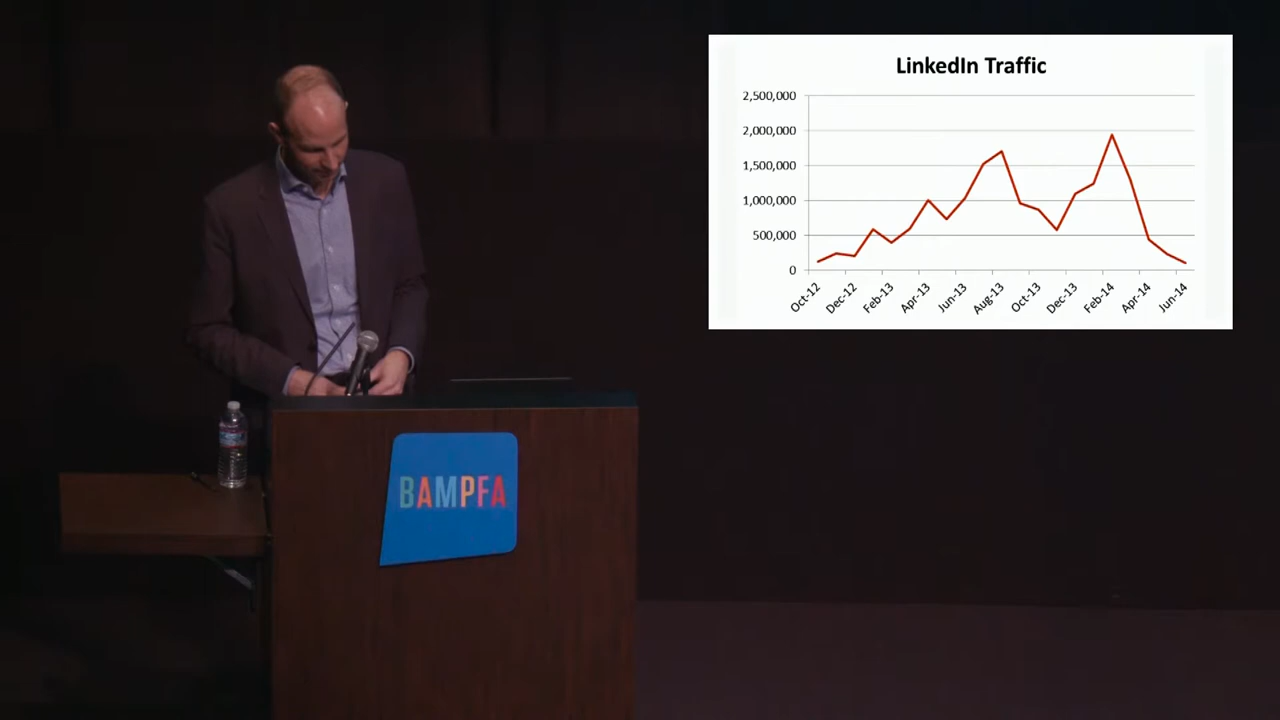 LinkedIn Traffic
2,500,000
2,000,000
1,500,000
1,000,000
500,000
0
Oct-12
Dec-12
Feb-13
Apr-13
Jun-13
Aug-13
Oct-13
Dec-13
Feb-14
Apr-14
Jun-14
BAMPFA